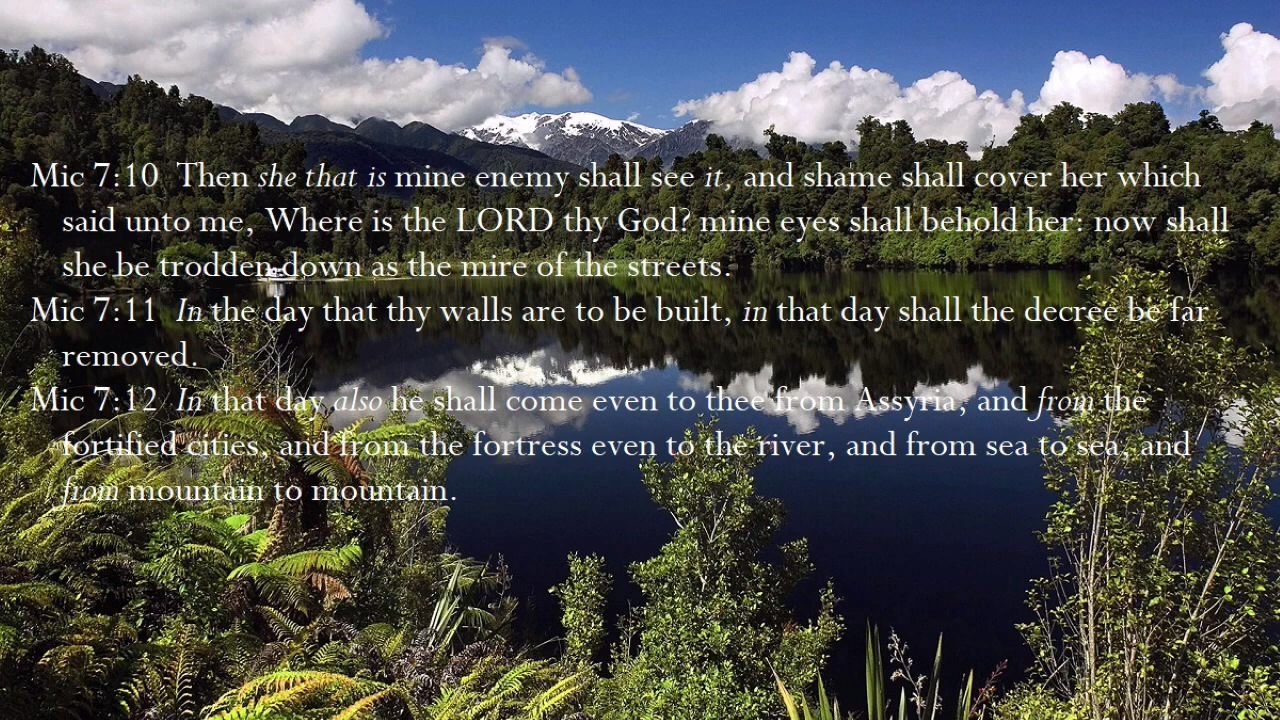 Mic 7:10 Then she that is mine enemy shall see it, and shame shall cover her which
said unto me, Where is the LORD thy God? mine eyes shall behold her: now shall
she be trodden down as the mire of the streets.
Mic 7:11 In the day that thy walls are to be built, in that day shall the decree be far
removed.
Mic 7:12 In that day also he shall come even to thee from Assyria, and from the
fortified cities, and from the fortress even to the river, and from sea to sea, and
from mountain to mountain.